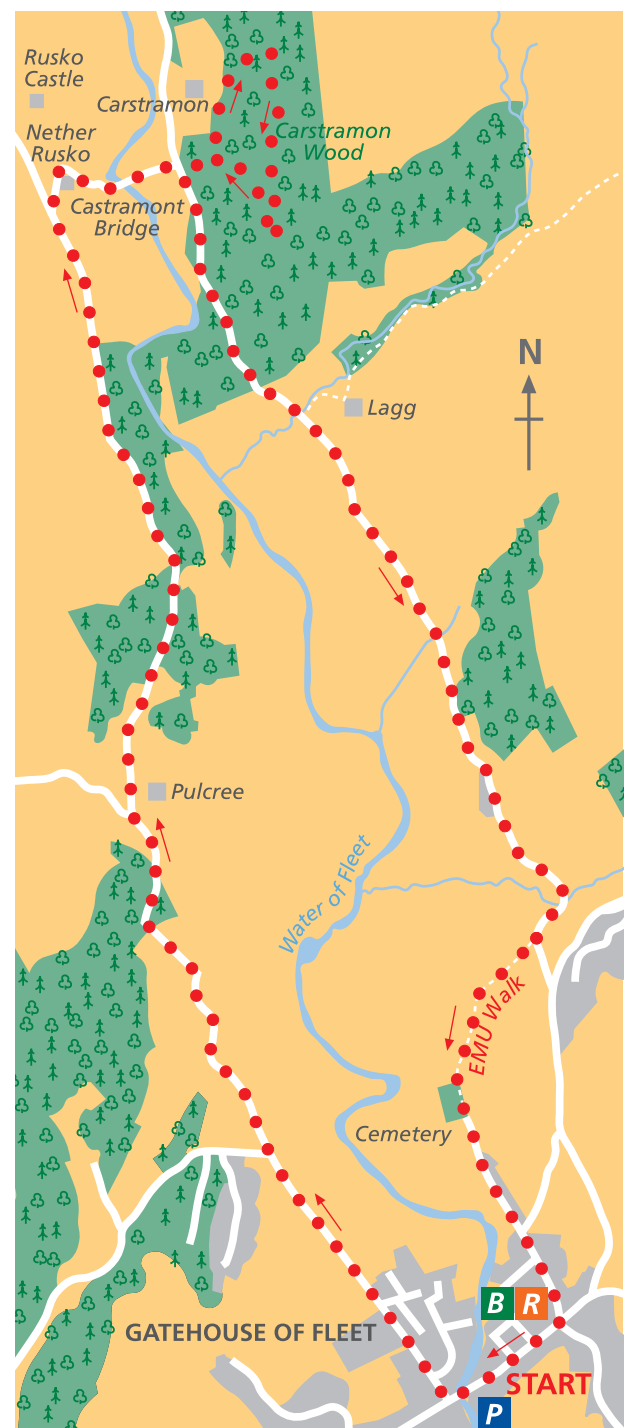 Rusko
Castle
Carstramon
Nether
Rusko
Carstramon
Wood
Castramont
Bridge
N
Lagg
Pulcree
Water of Fleet
EMU Walk
Cemetery
B R
GATEHOUSE OF FLEET
START
P